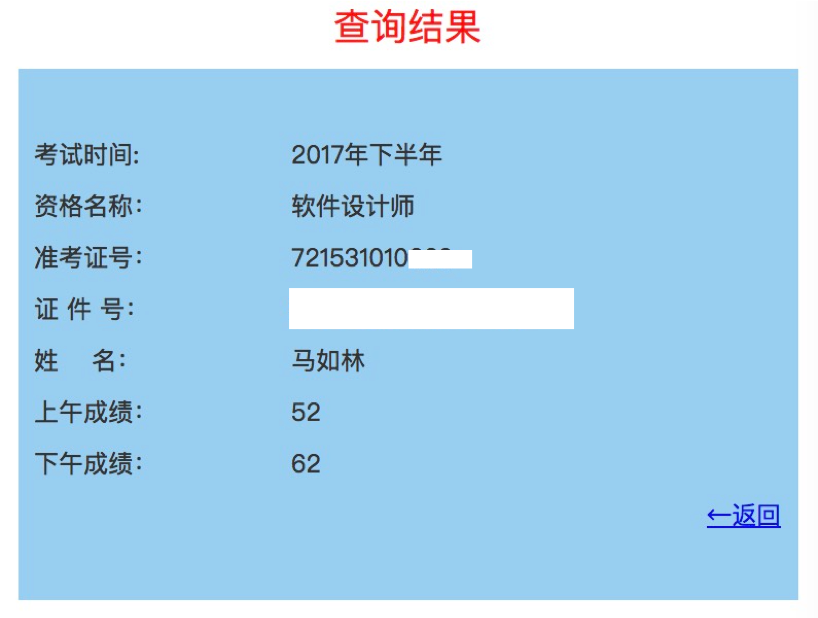 查询结果
考试时间: 2017年下半年
资格名称: 软件设计师
准考证号: 721531010
证 件 号:
姓 名: 马如林
上午成绩: 52
下午成绩: 62
←返回